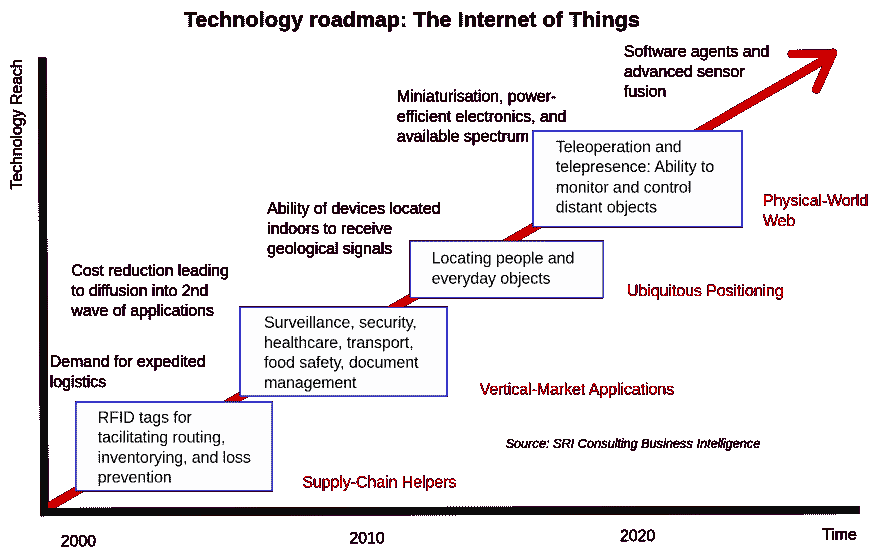 Technology roadmap: The Internet of Things
Technology Reach
Software agents and
advanced sensor
fusion
Miniaturisation, power-
efficient electronics, and
available spectrum
Teleoperation and
telepresence: Ability to
monitor and control
distant objects
Physical-World
Web
Ability of devices located
indoors to receive
geological signals
Locating people and
everyday objects
Ubiquitous Positioning
Cost reduction leading
to diffusion into 2nd
wave of applications
Surveillance, security,
healthcare, transport,
food safety, document
management
Vertical-Market Applications
Demand for expedited
logistics
RFID tags for
tacilitating routing,
inventorying, and loss
prevention
Supply-Chain Helpers
Source: SRI Consulting Business Intelligence
2000
2010
2020
Time